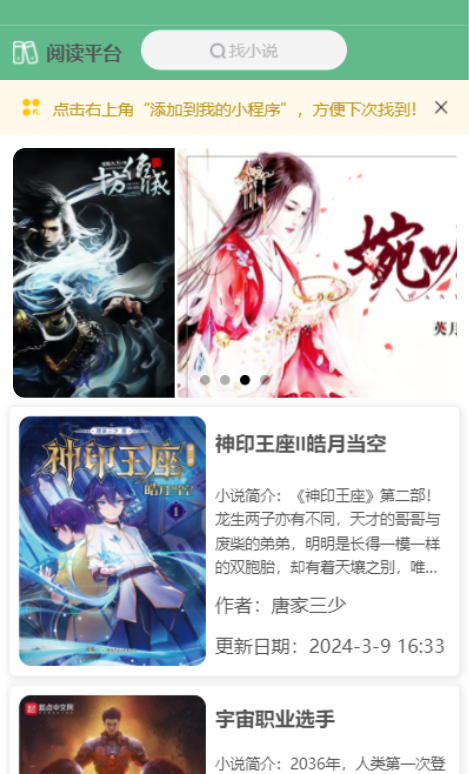 阅读平台
找小说
点击右上角“添加到我的小程序”，方便下次找到！
神印王座
皓月当空
1
神印王座II皓月当空
小说简介：《神印王座》第二部！
龙生两子亦有不同，天才的哥哥与
废柴的弟弟，明明是长得一模一样
的双胞胎，却有着天壤之别，唯...
作者：唐家三少
更新日期：2024-3-9 16:33
起点中文网
宇宙职业选手
小说简介：2036年，人类第一次登